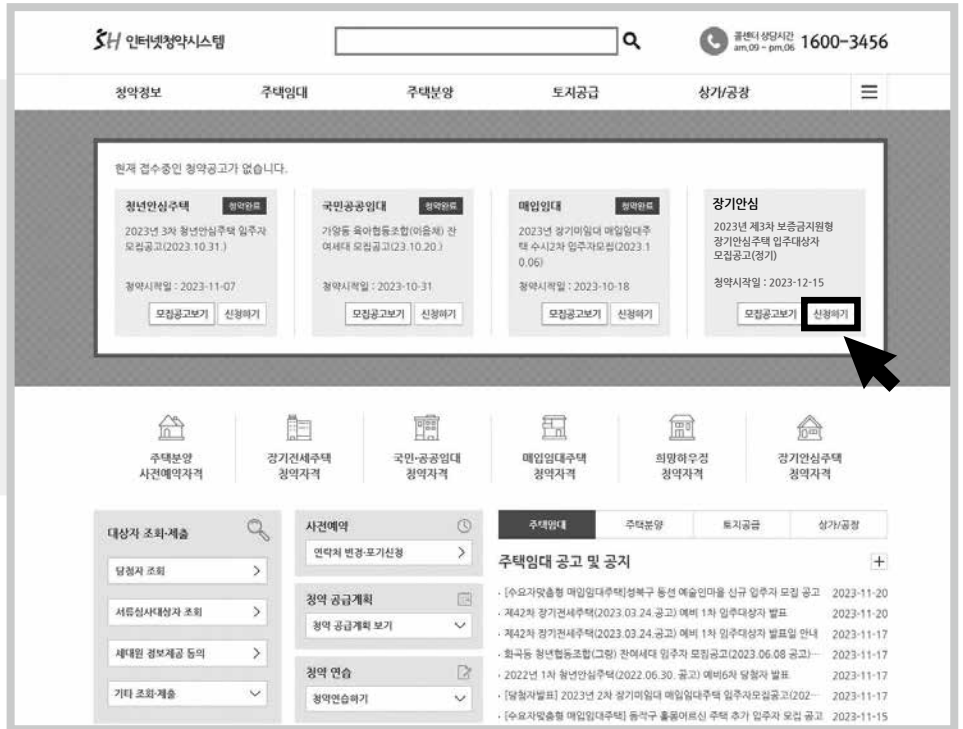 SH 인터넷청약시스템
콜센터 상담시간
am.09 ~ pm.06 1600-3456
청약정보 주택임대 주택분양 토지공급 상가/공장
현재 접수중인 청약공고가 없습니다.
청년안심주택 청약완료
2023년 3차 청년안심주택 입주자
모집공고(2023.10.31.)
청약시작일 : 2023-11-07
모집공고보기 신청하기
국민공공임대 청약완료
가양동 육아협동조합(이음채) 잔
여세대 모집공고(23.10.20.)
청약시작일 : 2023-10-31
모집공고보기 신청하기
매입임대 청약완료
2023년 장기미임대 매입임대주
택 수시2차 입주자모집(2023.1
0.06)
청약시작일 : 2023-10-18
모집공고보기 신청하기
장기안심
2023년 제3차 보증금지원형
장기안심주택 입주대상자
모집공고(정기)
청약시작일 : 2023-12-15
모집공고보기 신청하기
주택분양
사전예약자격
장기전세주택
청약자격
국민·공공임대
청약자격
매입임대주택
청약자격
희망하우징
청약자격
장기안심주택
청약자격
대상자 조회·제출
당첨자 조회
서류심사대상자 조회
세대원 정보제공 동의
기타 조회·제출
사전예약
연락처 변경·포기신청
청약 공급계획
청약 공급계획 보기
청약 연습
청약연습하기
주택임대 주택분양 토지공급 상가/공장
주택임대 공고 및 공지
· [수요자맞춤형 매입임대주택]성북구 동선 예술인마을 신규 입주자 모집 공고 2023-11-20
· 제42차 장기전세주택(2023.03.24.공고) 예비 1차 입주대상자 발표 2023-11-20
· 제42차 장기전세주택(2023.03.24.공고) 예비 1차 입주대상자 발표일 안내 2023-11-17
· 화곡동 청년협동조합(그랑) 잔여세대 입주자 모집공고(2023.06.08 공고)··· 2023-11-17
· 2022년 1차 청년안심주택(2022.06.30. 공고) 예비6차 당첨자 발표 2023-11-17
· [당첨자발표] 2023년 2차 장기미임대 매입임대주택 입주자모집공고(202··· 2023-11-17
· [수요자맞춤형 매입임대주택] 동작구 홀몸어르신 주택 추가 입주자 모집 공고 2023-11-15